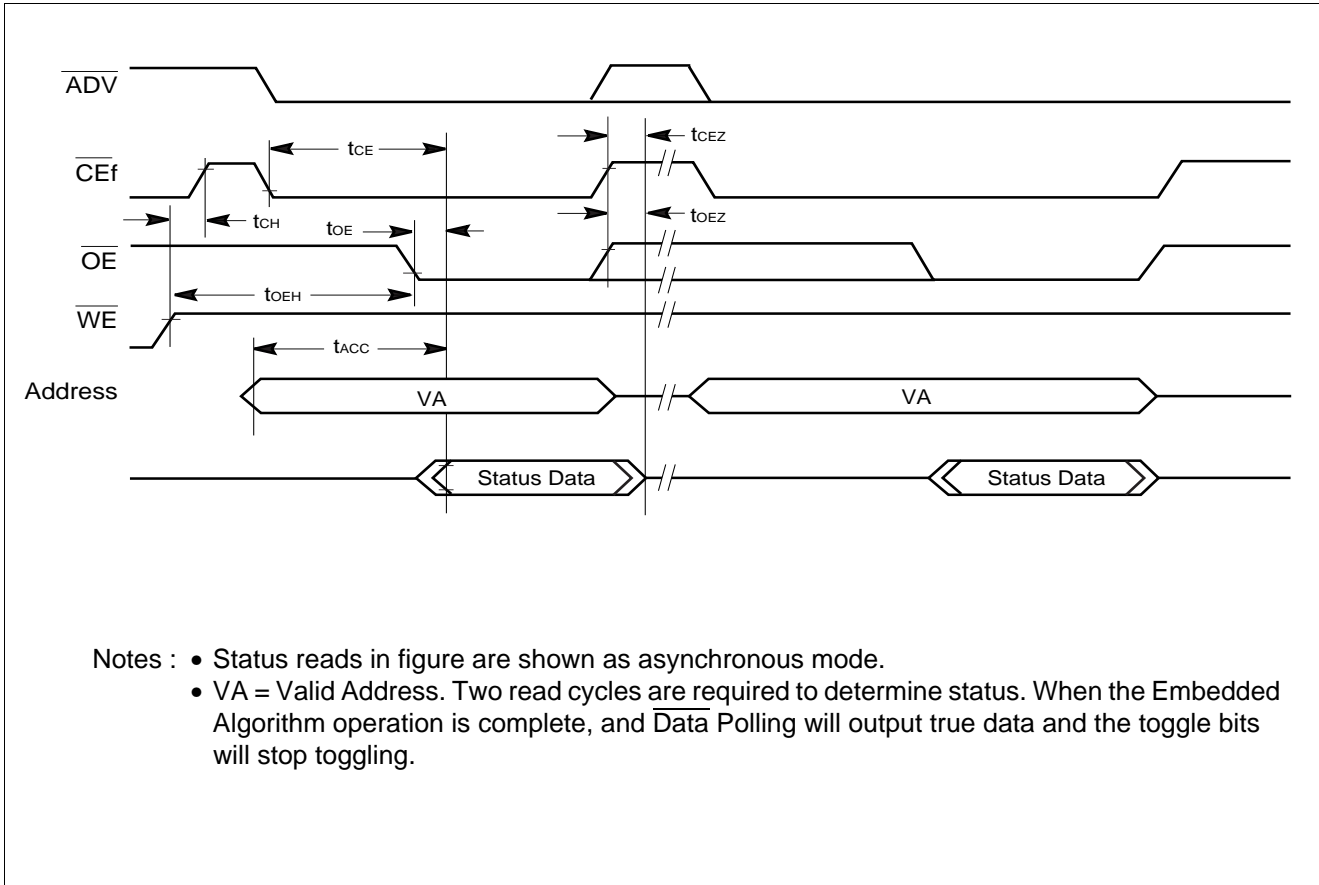 ADV
tCEZ
tCE
CEf
tCH
tOE
tOEZ
OE
tOEH
WE
tACC
Address
VA
VA
Status Data
Status Data
Notes : • Status reads in figure are shown as asynchronous mode.
• VA = Valid Address. Two read cycles are required to determine status. When the Embedded
Algorithm operation is complete, and Data Polling will output true data and the toggle bits
will stop toggling.